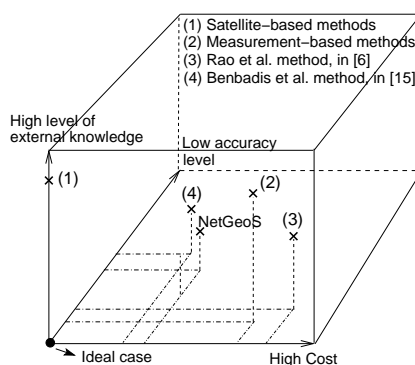 (1) Satellite−based methods
(2) Measurement−based methods
(3) Rao et al. method, in [6]
(4) Benbadis et al. method, in [15]
High level of
external knowledge
Low accuracy
level
(1)
(2)
(4)
NetGeoS
(3)
Ideal case
High Cost